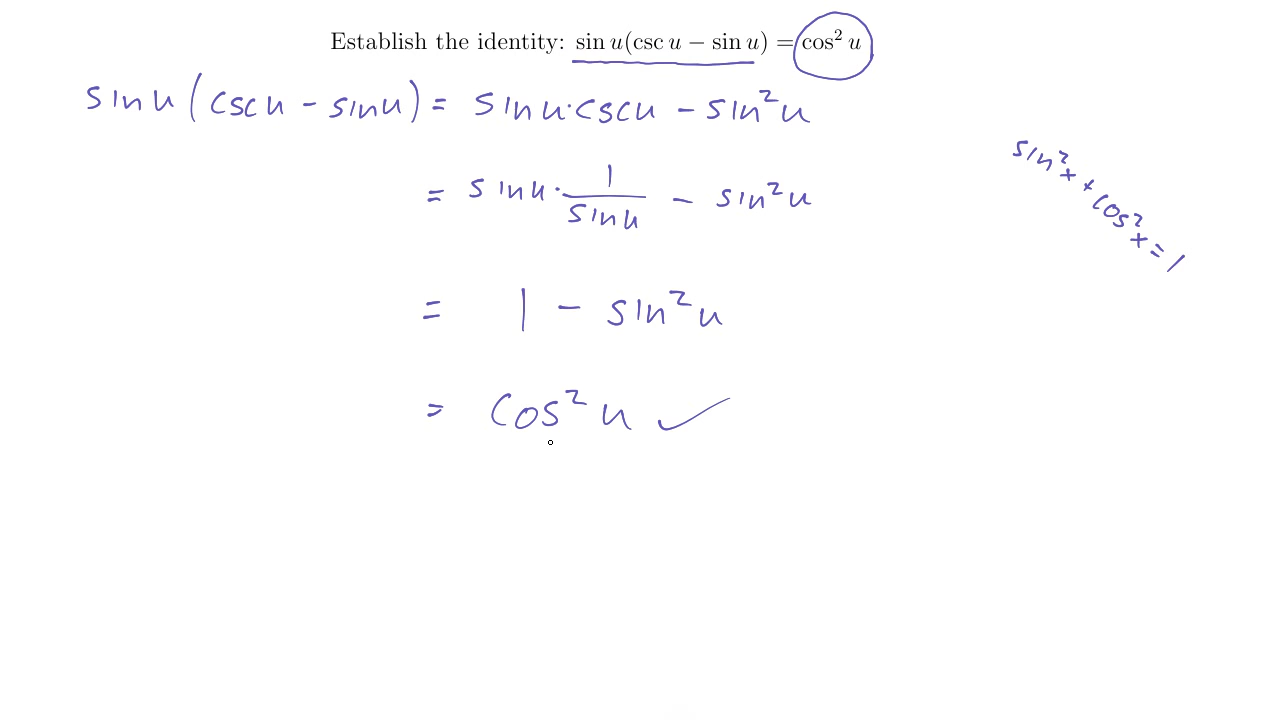 Establish the identity: sin u(csc u − sin u) = cos² u
sin u (csc u - sin u) = sin u · csc u - sin² u
= sin u · 1/sin u - sin² u
sin² x + cos² x = 1
= 1 - sin² u
= cos² u ✓